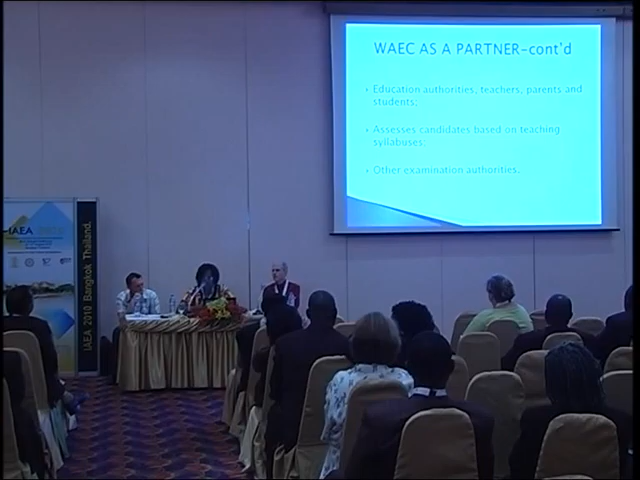 WAEC AS A PARTNER-cont'd
Education authorities, teachers, parents and
students;
Assesses candidates based on teaching
syllabuses;
Other examination authorities.
IAEA
IAEA 2010 Bangkok Thailand.